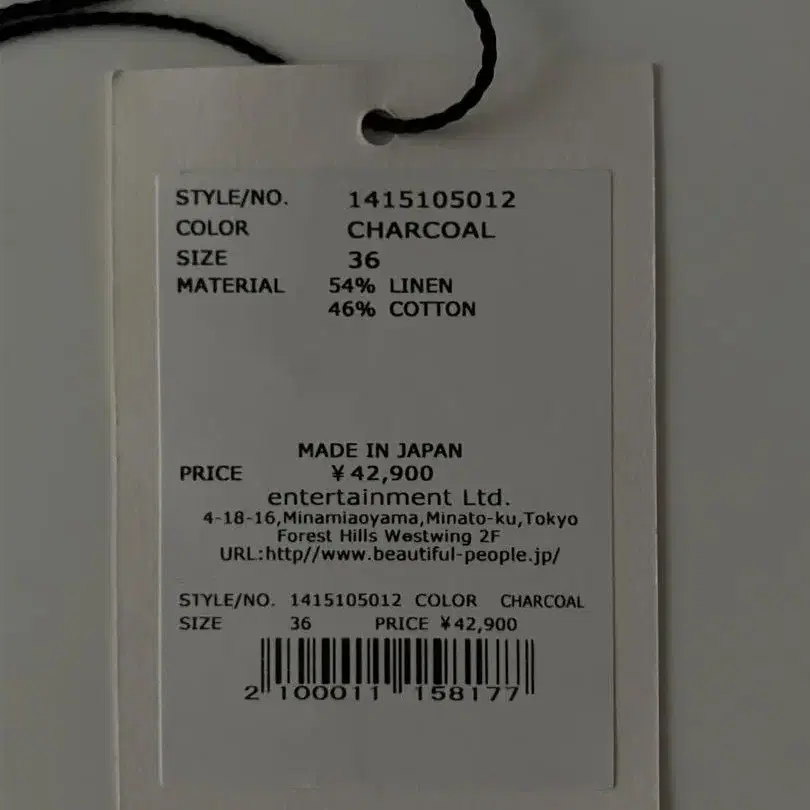 STYLE/NO. 1415105012
COLOR CHARCOAL
SIZE 36
MATERIAL 54% LINEN
46% COTTON
MADE IN JAPAN
PRICE ¥42,900
entertainment Ltd.
4-18-16,Minamiaoyama,Minato-ku,Tokyo
Forest Hills Westwing 2F
URL:http//www.beautiful-people.jp/
STYLE/NO. 1415105012 COLOR CHARCOAL
SIZE 36 PRICE ¥42,900
2 100011 158177